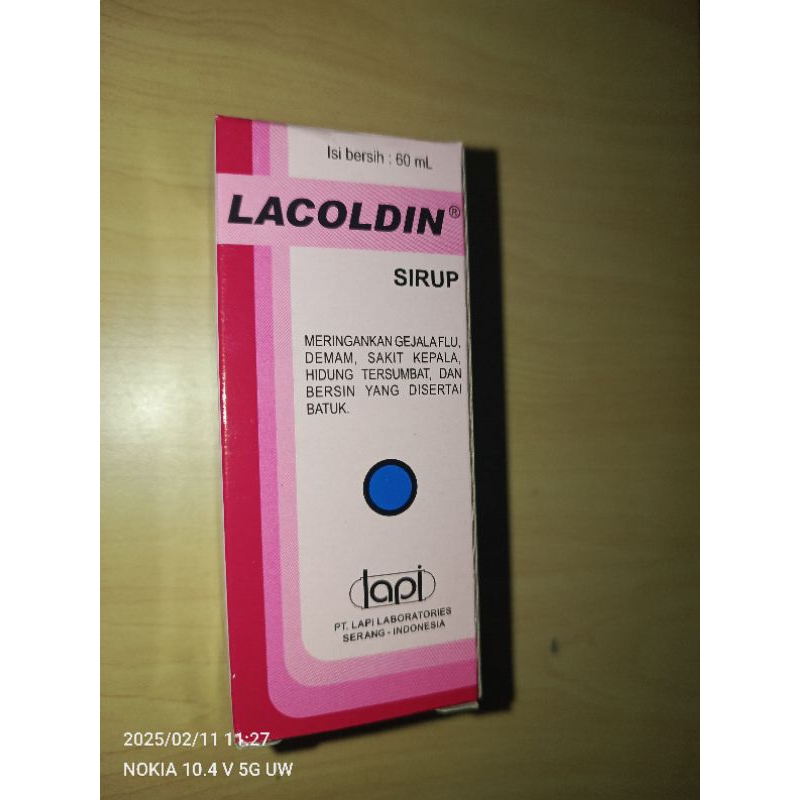 Isi bersih : 60 mL
LACOLDIN®
SIRUP
MERINGANKAN GEJALA FLU,
DEMAM, SAKIT KEPALA,
HIDUNG TERSUMBAT, DAN
BERSIN YANG DISERTAI
BATUK.
lapi
PT. LAPI LABORATORIES
SERANG - INDONESIA
2025/02/11 11:27
NOKIA 10.4 V 5G UW